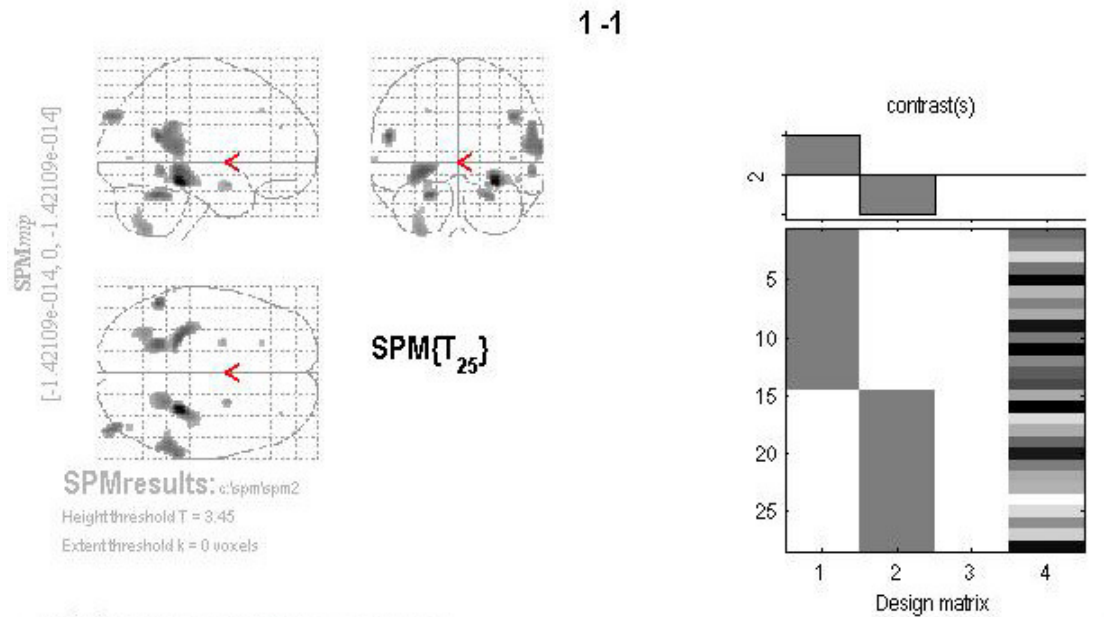 1 -1
SPMmip
[-1.42109e-014, 0, -1.42109e-014]
SPM{T25}
SPMresults: c:\spm\spm2
Height threshold T = 3.45
Extent threshold k = 0 voxels
contrast(s)
2
5
10
15
20
25
1 2 3 4
Design matrix